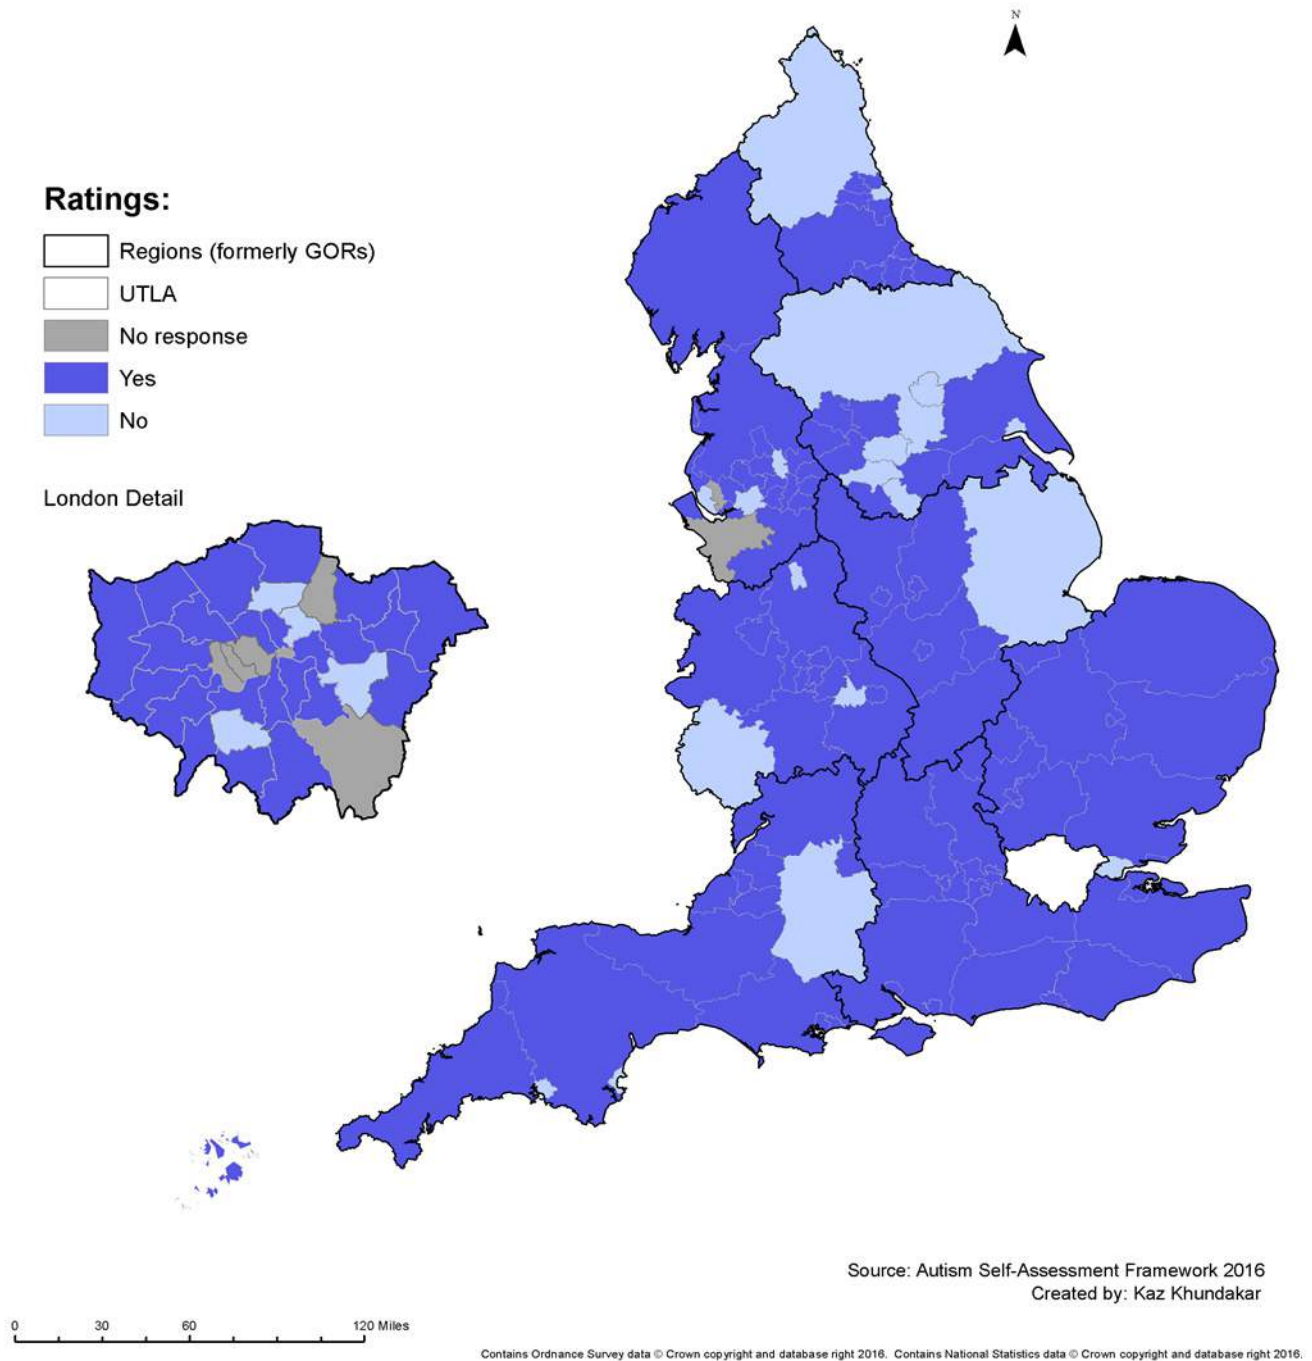 N
Ratings:
Regions (formerly GORs)
UTLA
No response
Yes
No
London Detail
Source: Autism Self-Assessment Framework 2016
Created by: Kaz Khundakar
0 30 60 120 Miles
Contains Ordnance Survey data © Crown copyright and database right 2016. Contains National Statistics data © Crown copyright and database right 2016.